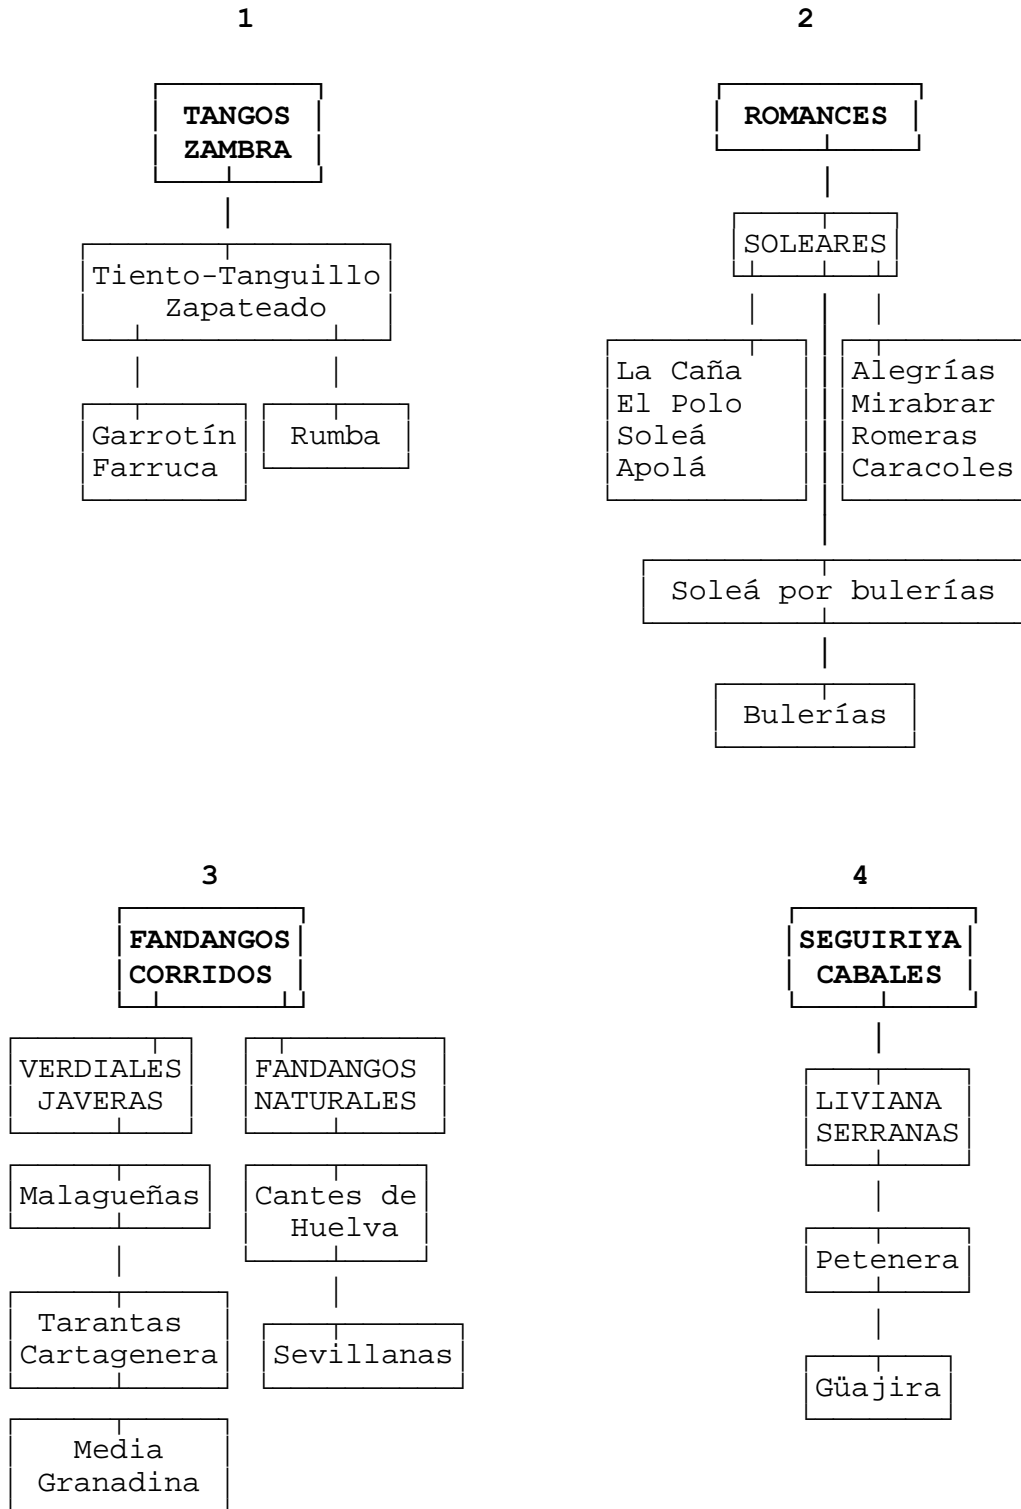 1
TANGOS
ZAMBRA
Tiento-Tanguillo
Zapateado
Garrotín
Farruca
Rumba
2
ROMANCES
SOLEARES
La Caña
El Polo
Soleá
Apolá
Alegrías
Mirabrar
Romeras
Caracoles
Soleá por bulerías
Bulerías
3
FANDANGOS
CORRIDOS
VERDIALES
JAVERAS
Malagueñas
Tarantas
Cartagenera
Media
Granadina
FANDANGOS
NATURALES
Cantes de
Huelva
Sevillanas
4
SEGUIRIYA
CABALES
LIVIANA
SERRANAS
Petenera
Güajira